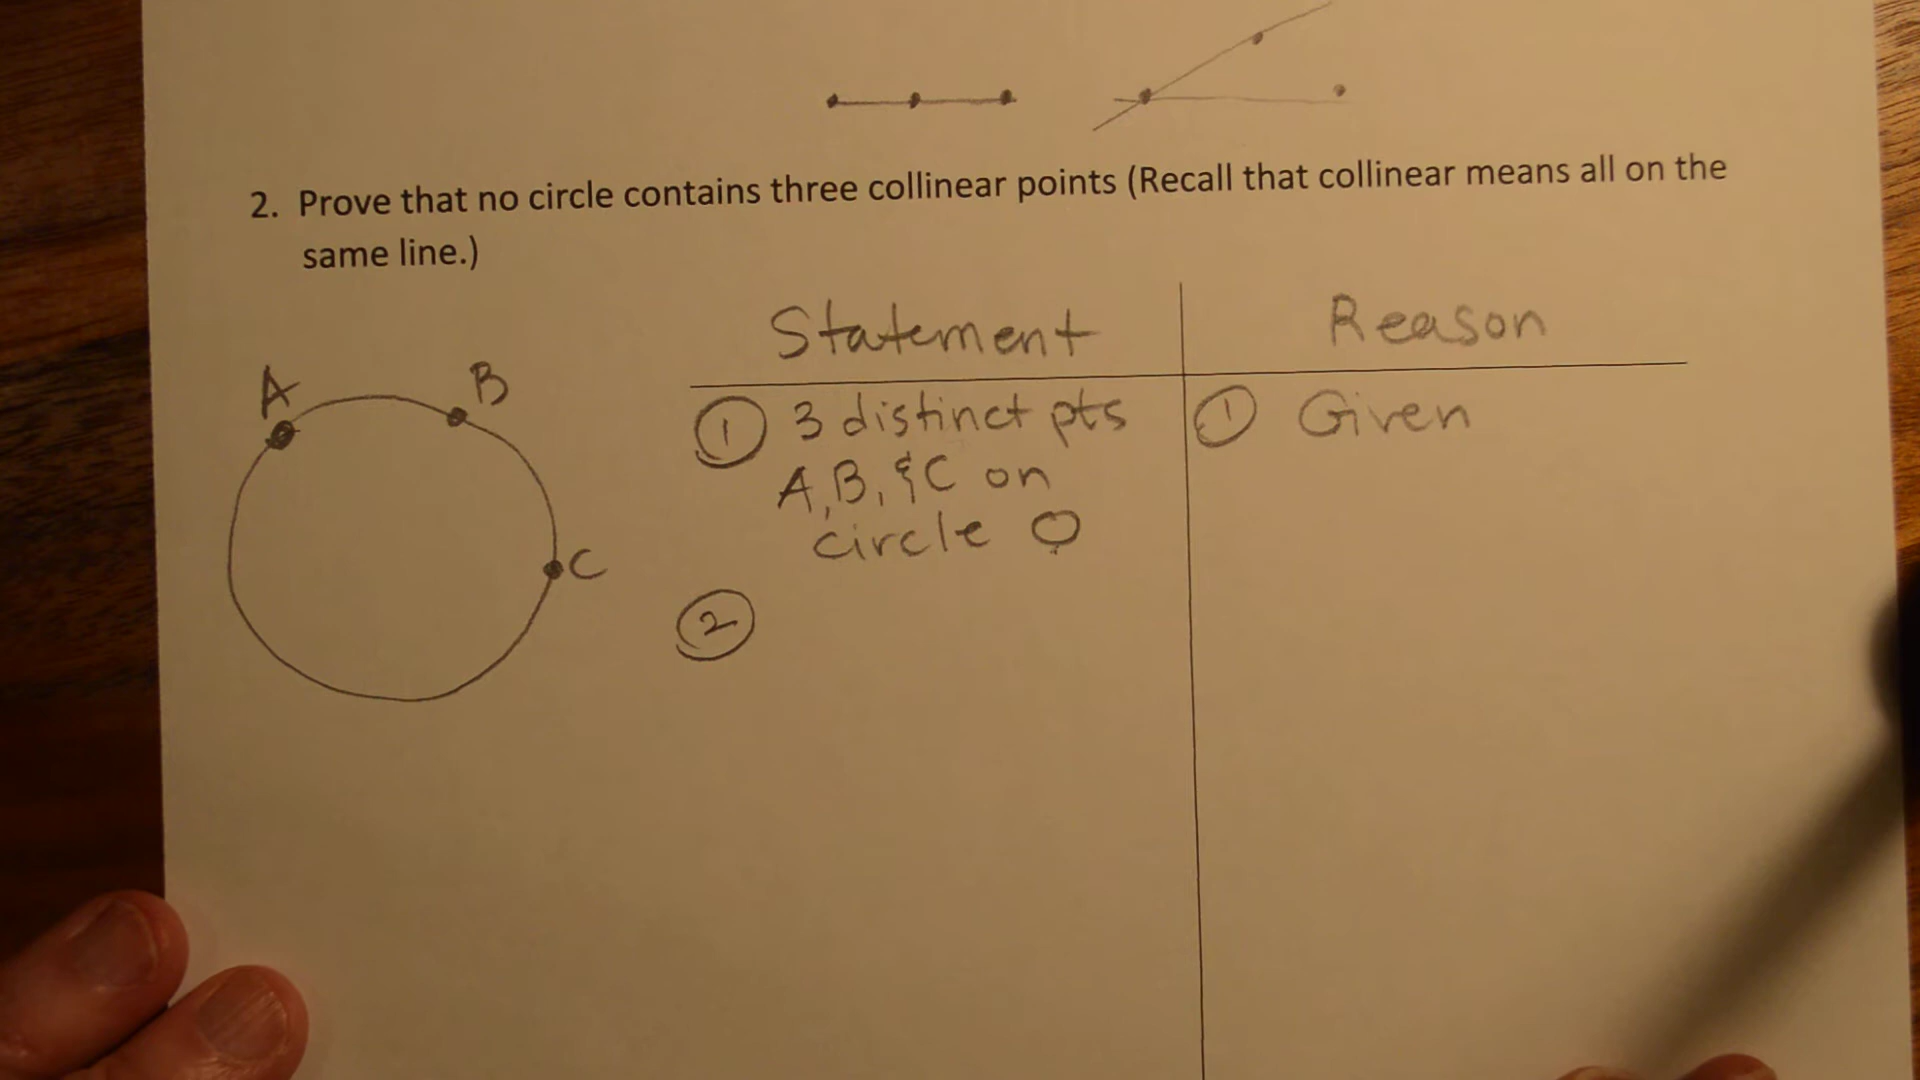 2. Prove that no circle contains three collinear points (Recall that collinear means all on the
same line.)
Statement
Reason
A
B
C
① 3 distinct pts
A, B, & C on
circle O
① Given
②